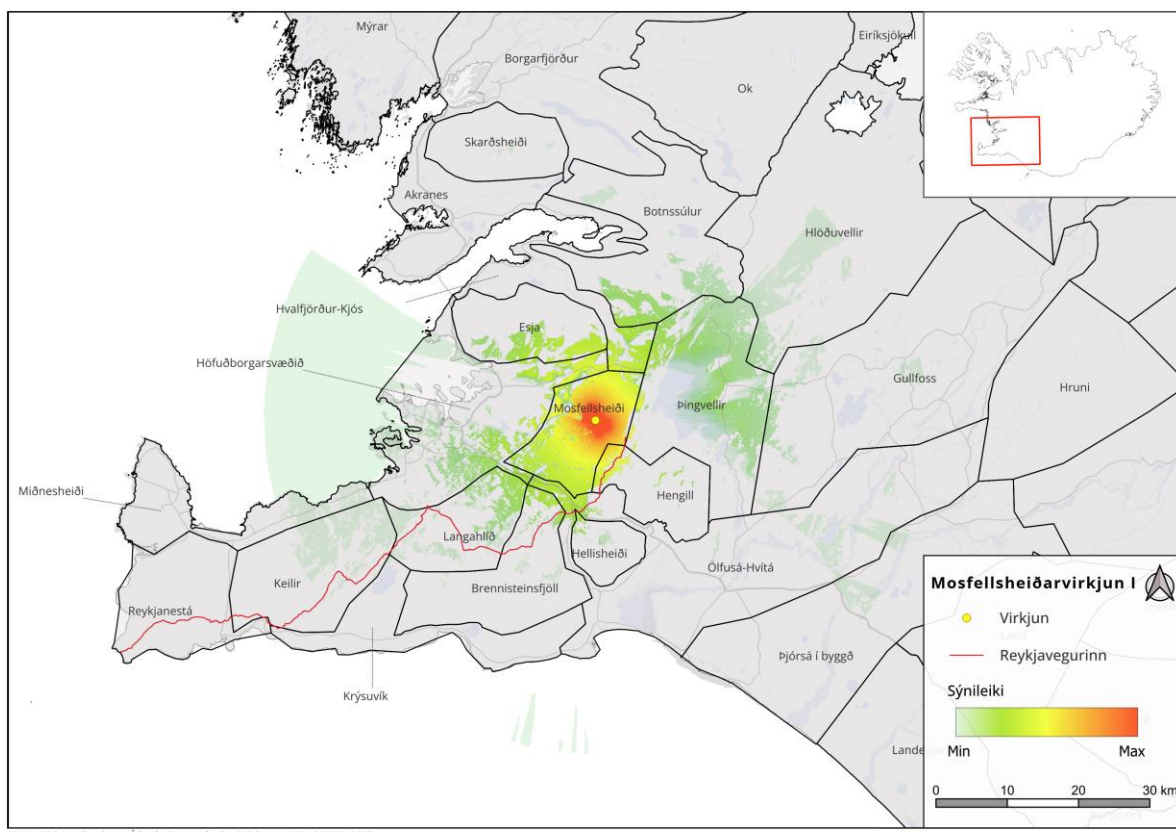 Mýrar
Borgarfjörður
Eiríksjökull
Ok
Skarðsheiði
Akranes
Botnssúlur
Hlöðuvellir
Hvalfjörður-Kjós
Esja
Höfuðborgarsvæðið
Gullfoss
Hruni
Mosfellsheiði
Þingvellir
Miðnesheiði
Hengill
Langahlíð
Hellisheiði
Ölfusá-Hvítá
Keilir
Brennisteinsfjöll
Reykjanestá
Þjórsá í byggð
Krýsuvík
Mosfellsheiðarvirkjun I
Virkjun
Land
Reykjavegurinn
Sýnileiki
Min Max
0 10 20 30 km